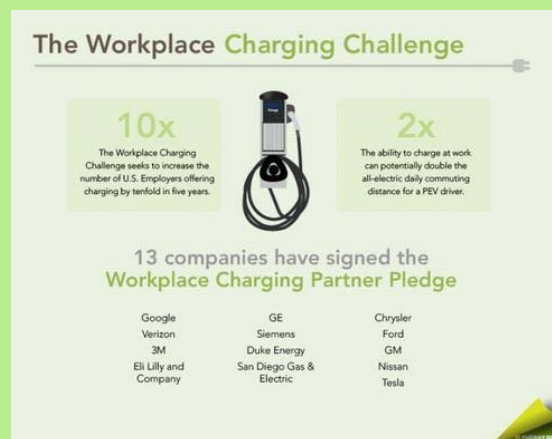 The Workplace Charging Challenge
10x
The Workplace Charging
Challenge seeks to increase the
number of U.S. Employers offering
charging by tenfold in five years.
2x
The ability to charge at work
can potentially double the
all-electric daily commuting
distance for a PEV driver.
13 companies have signed the
Workplace Charging Partner Pledge
Google
Verizon
3M
Eli Lilly and
Company
GE
Siemens
Duke Energy
San Diego Gas &
Electric
Chrysler
Ford
GM
Nissan
Tesla